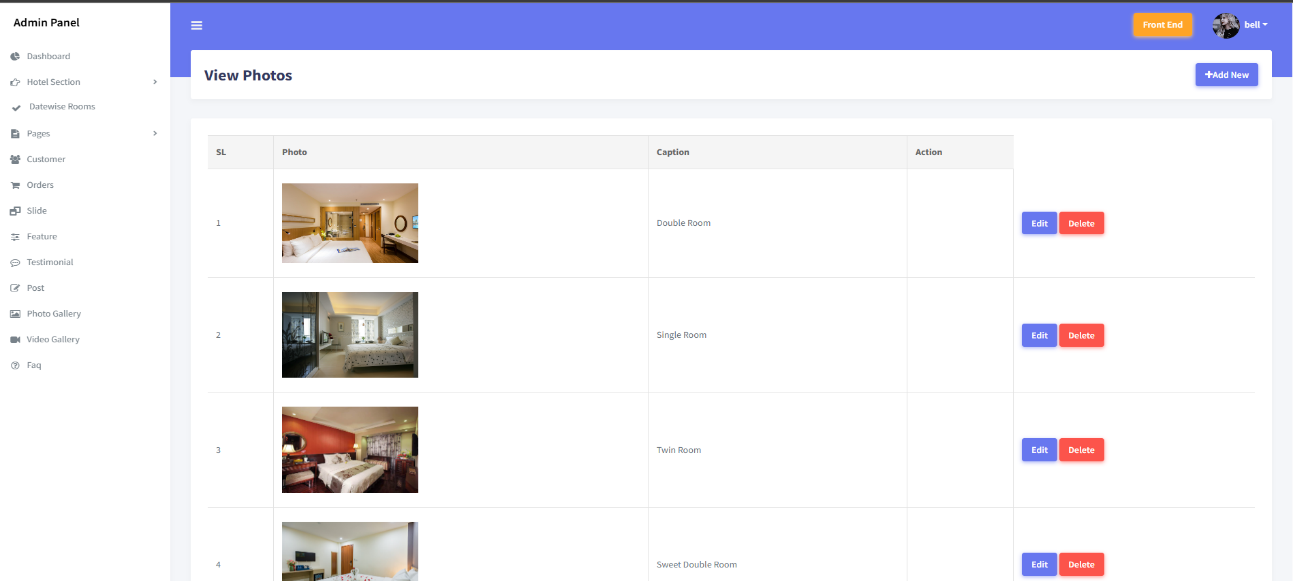 Admin Panel
Front End
bell
Dashboard
Hotel Section
Datewise Rooms
Pages
Customer
Orders
Slide
Feature
Testimonial
Post
Photo Gallery
Video Gallery
Faq
View Photos
+Add New
SL Photo Caption Action
1 Double Room Edit Delete
2 Single Room Edit Delete
3 Twin Room Edit Delete
4 Sweet Double Room Edit Delete